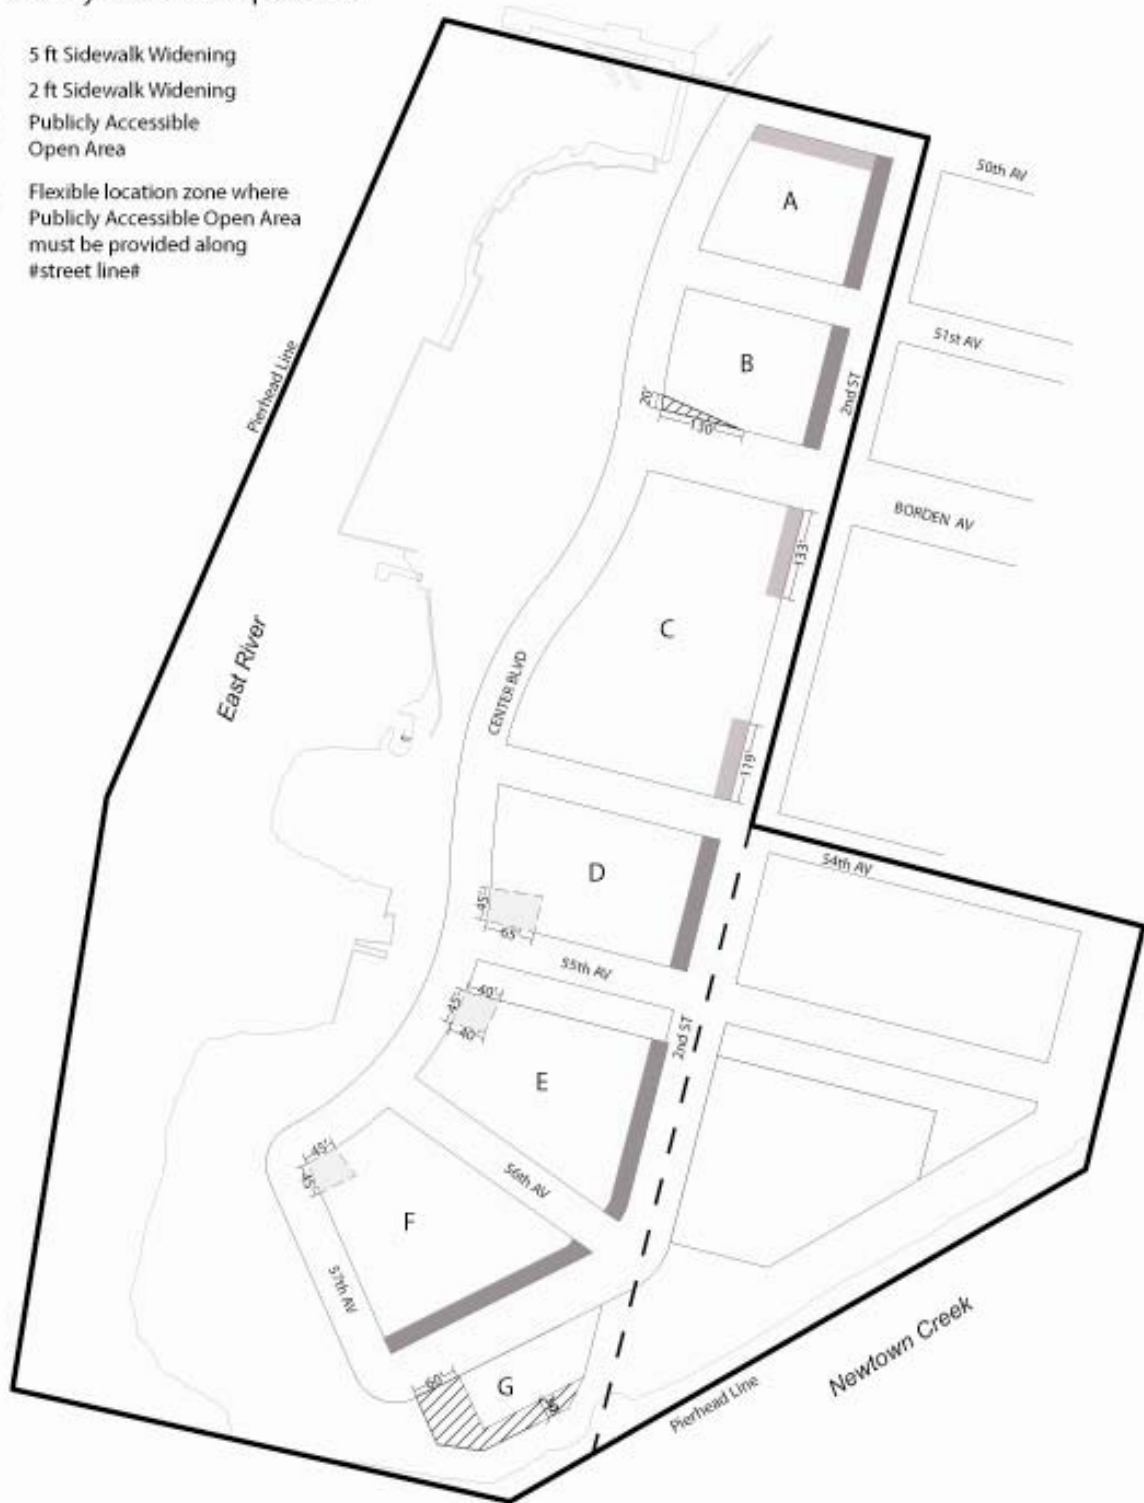 5 ft Sidewalk Widening
2 ft Sidewalk Widening
Publicly Accessible
Open Area
Flexible location zone where
Publicly Accessible Open Area
must be provided along
#street line#
50th AV
A
51st AV
B
2nd ST
20'
130'
Pierhead Line
BORDEN AV
133'
C
East River
CENTER BLVD
179'
54th AV
D
45'
65'
55th AV
40'
45'
40'
2nd ST
E
45'
45'
56th AV
F
57th AV
60'
G
Newtown Creek
Pierhead Line